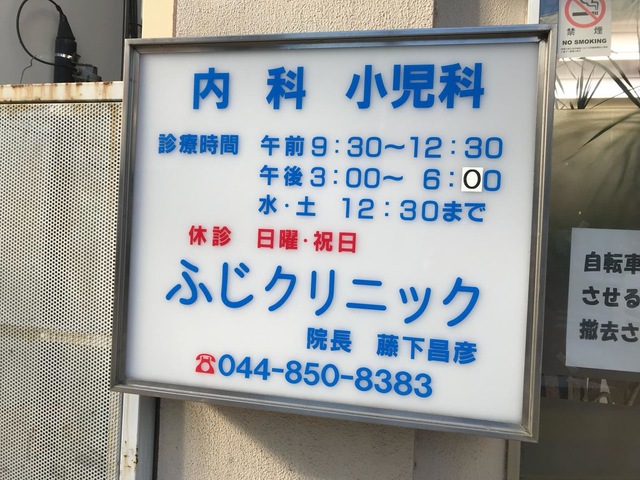 禁煙
NO SMOKING
内科 小児科
診療時間 午前9:30～12:30
午後3:00～ 6:00
水・土 12:30まで
休診 日曜・祝日
ふじクリニック
院長 藤下昌彦
☎044-850-8383
自転車
させる
撤去さ